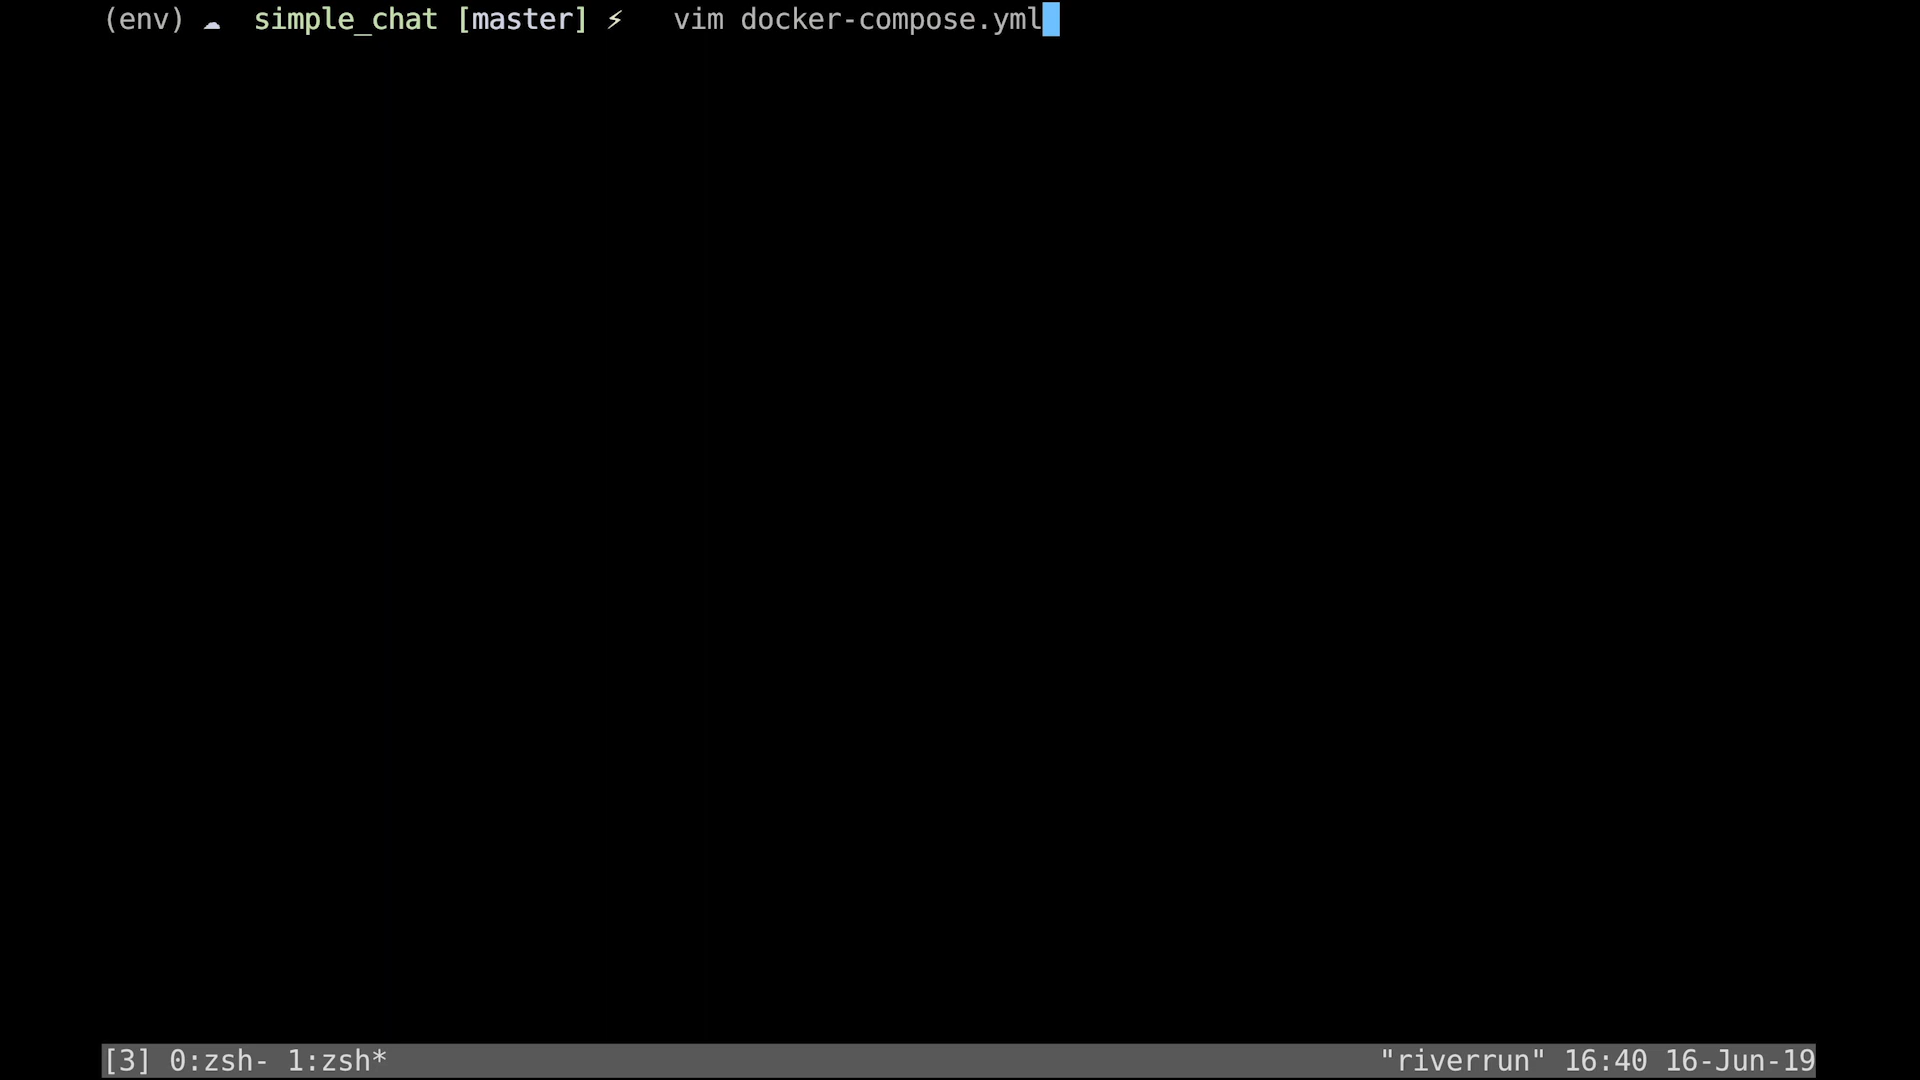 (env) ☁  simple_chat [master] ⚡  vim docker-compose.yml
[3] 0:zsh- 1:zsh* "riverrun" 16:40 16-Jun-19